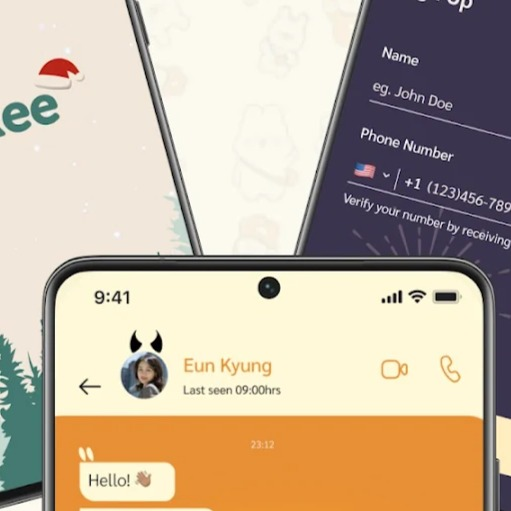 ee
Name
eg. John Doe
Phone Number
+1 (123)456-789
Verify your number by receiving
9:41
Eun Kyung
Last seen 09:00hrs
23:12
Hello! 👋🏽